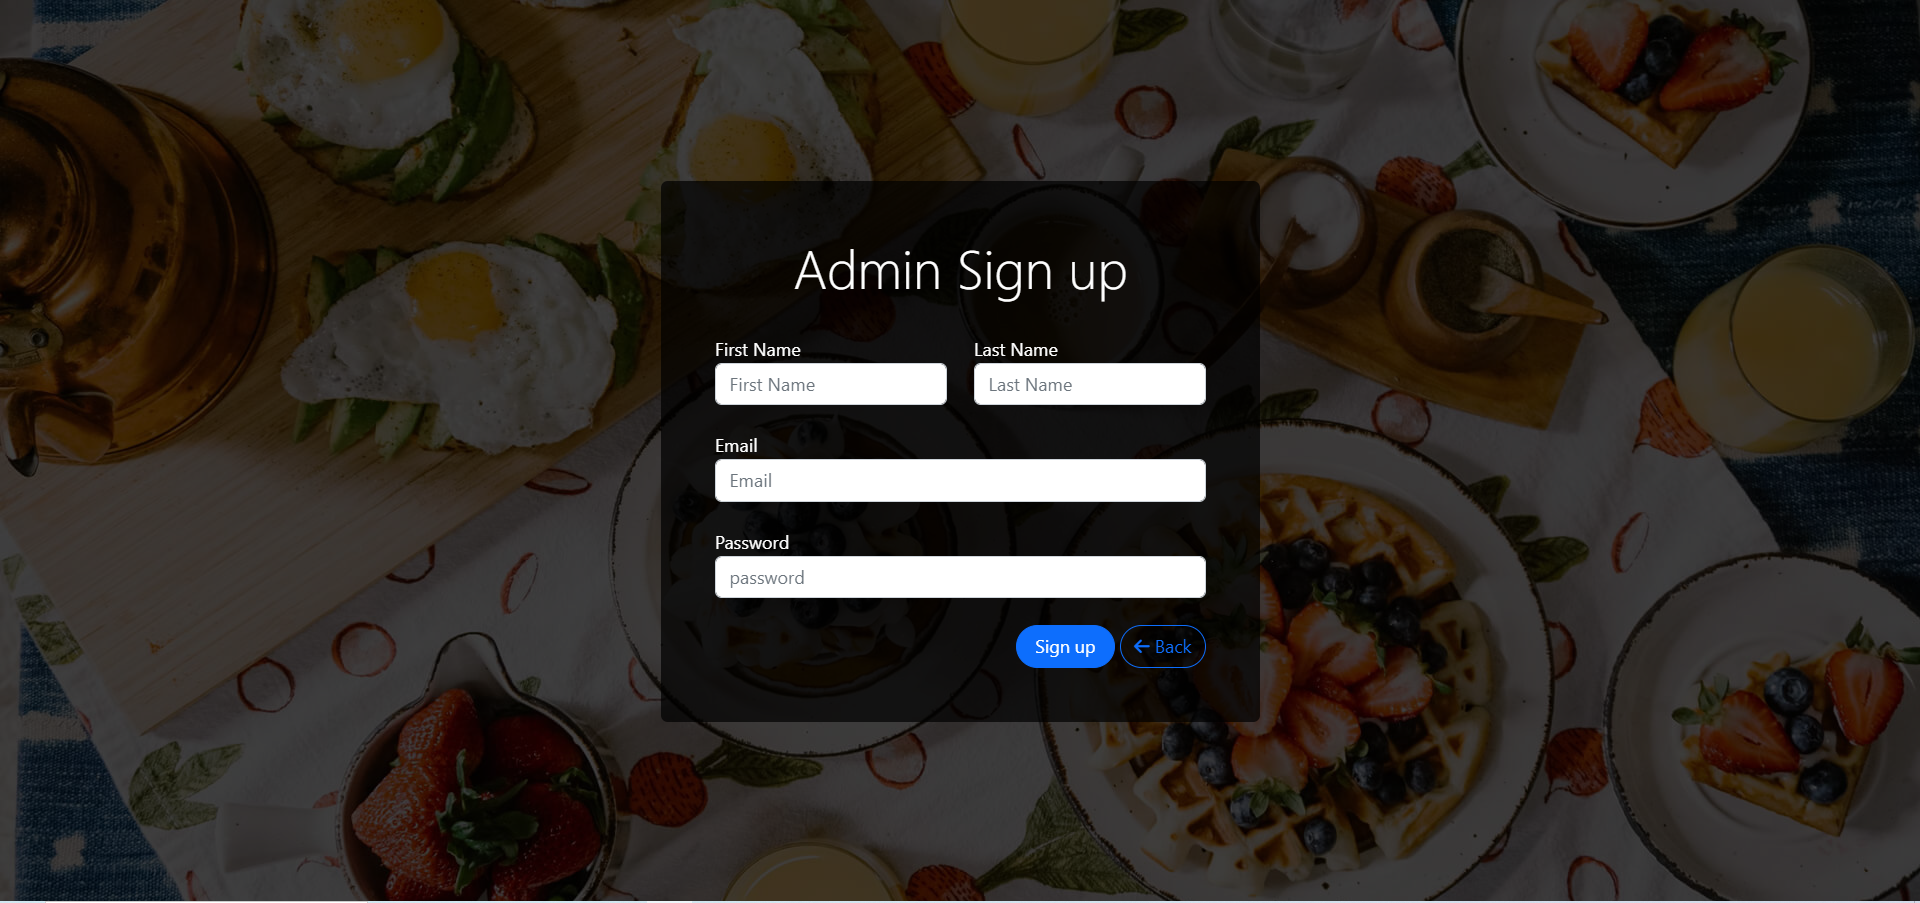 Admin Sign up
First Name Last Name
First Name Last Name
Email
Email
Password
password
Sign up Back